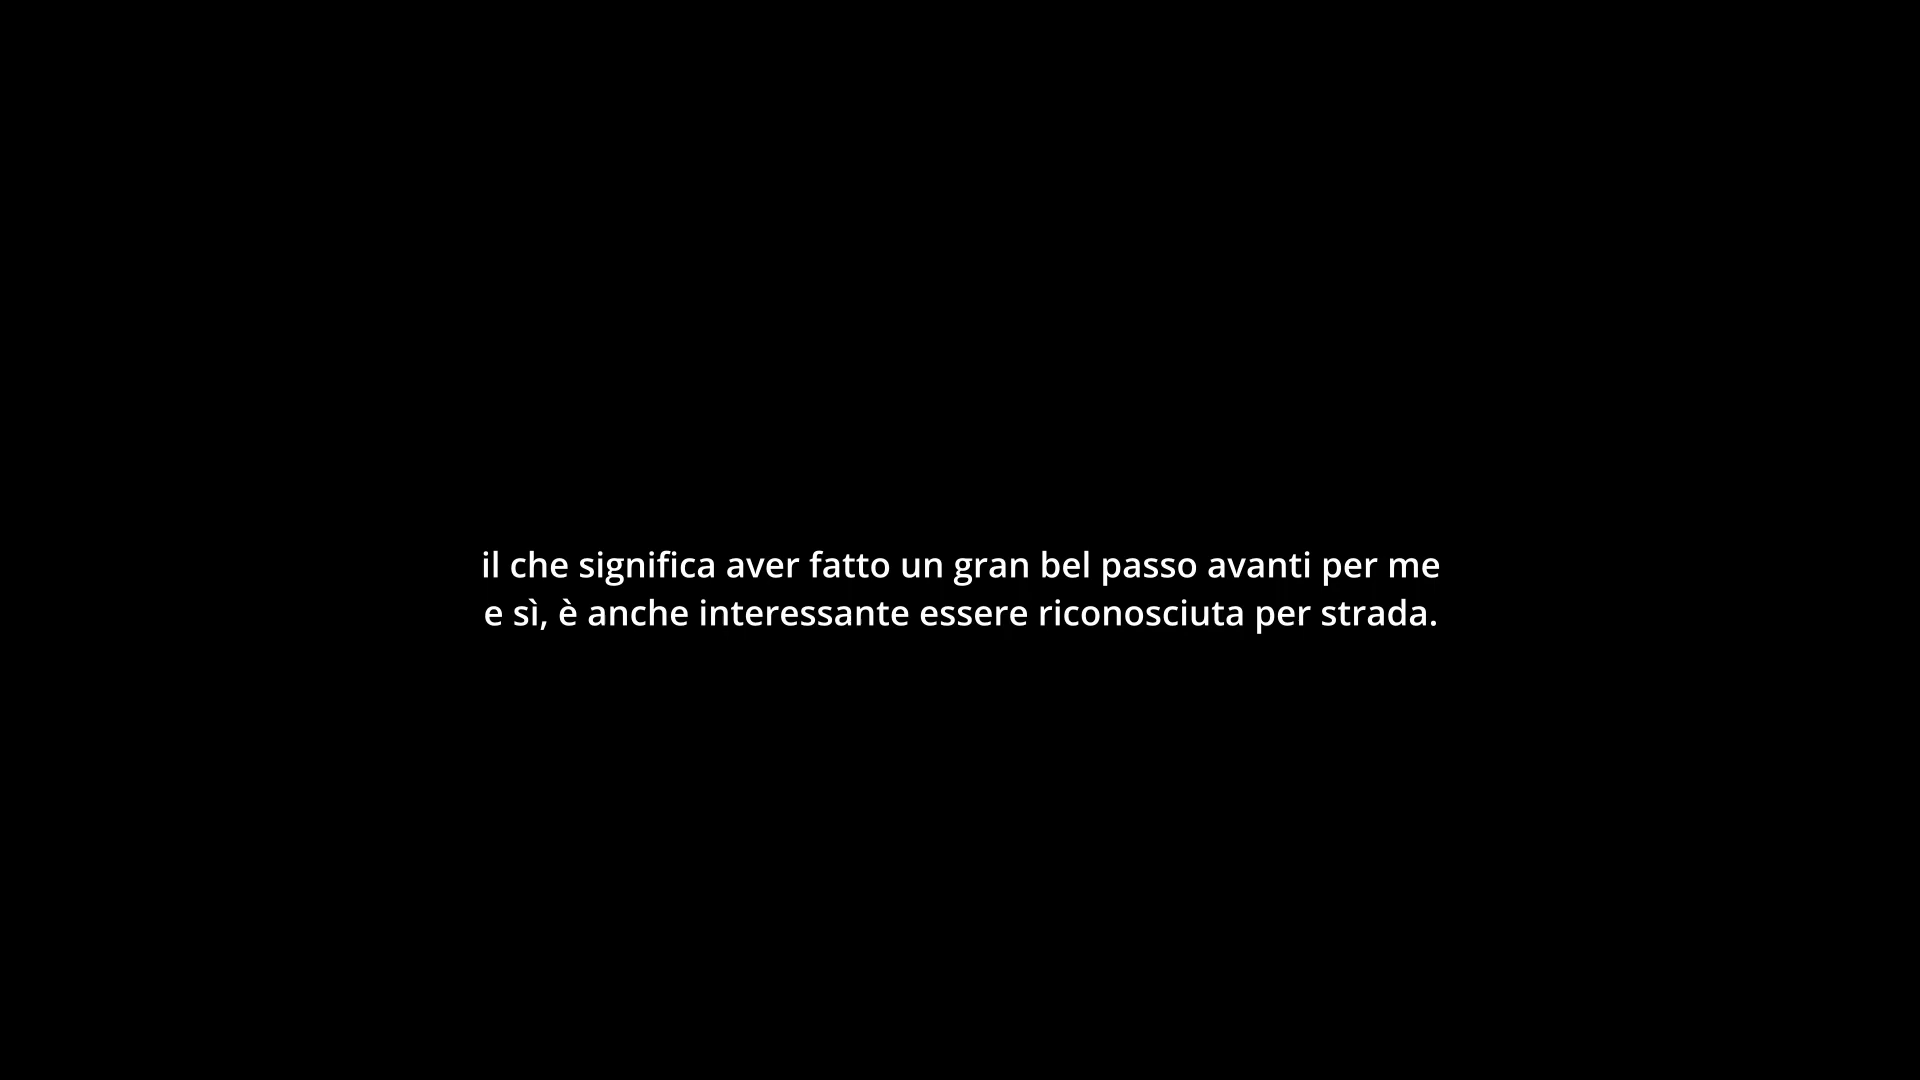 il che significa aver fatto un gran bel passo avanti per me
e sì, è anche interessante essere riconosciuta per strada.